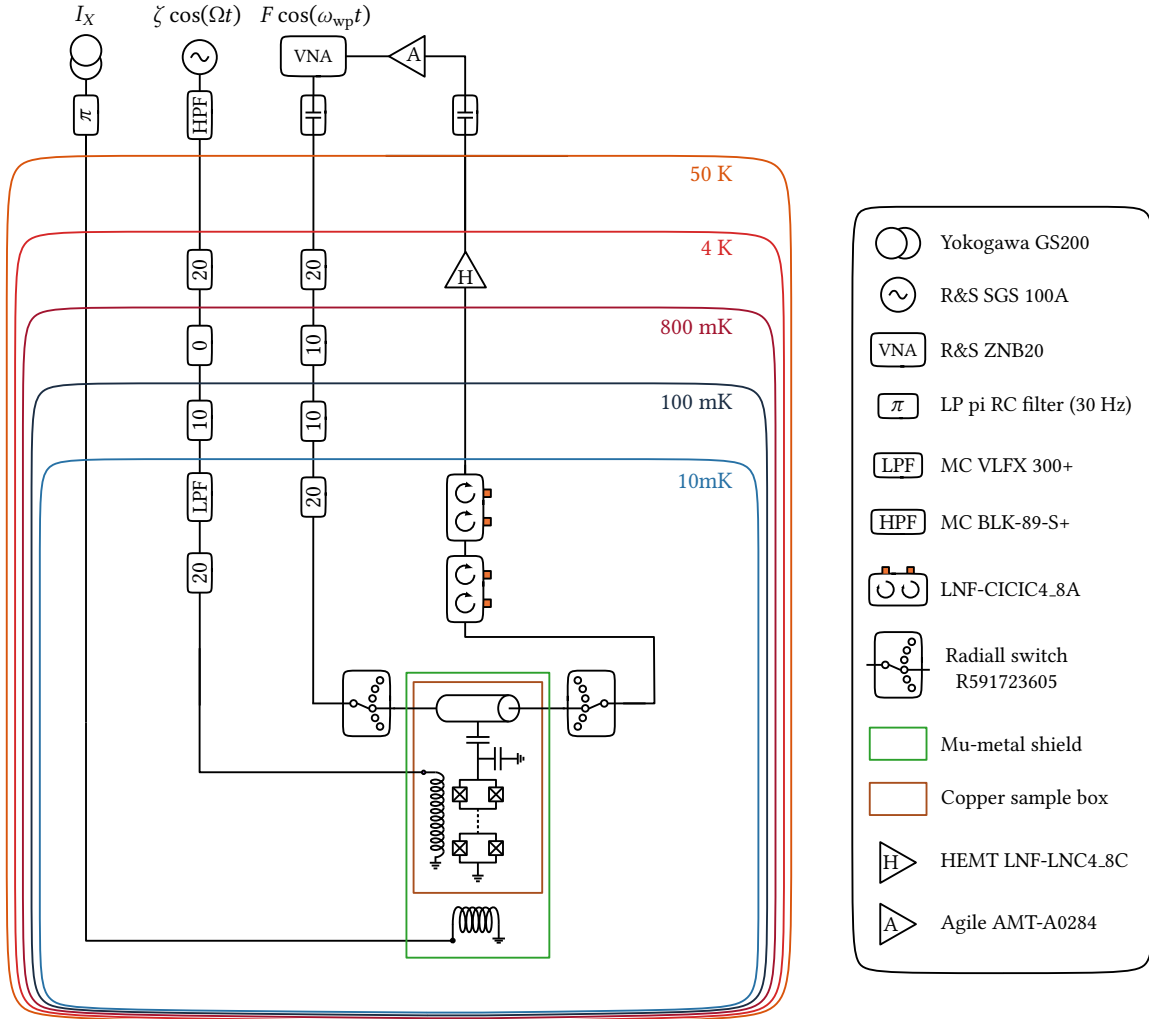 I_X
ζ cos(Ωt)
F cos(ω_wp t)
VNA
A
π
HPF
50 K
4 K
20
20
H
800 mK
0
10
100 mK
10
10
10mK
LPF
20
20
Yokogawa GS200
R&S SGS 100A
VNA R&S ZNB20
π LP pi RC filter (30 Hz)
LPF MC VLFX 300+
HPF MC BLK-89-S+
LNF-CICIC4_8A
Radiall switch
R591723605
Mu-metal shield
Copper sample box
H HEMT LNF-LNC4_8C
A Agile AMT-A0284